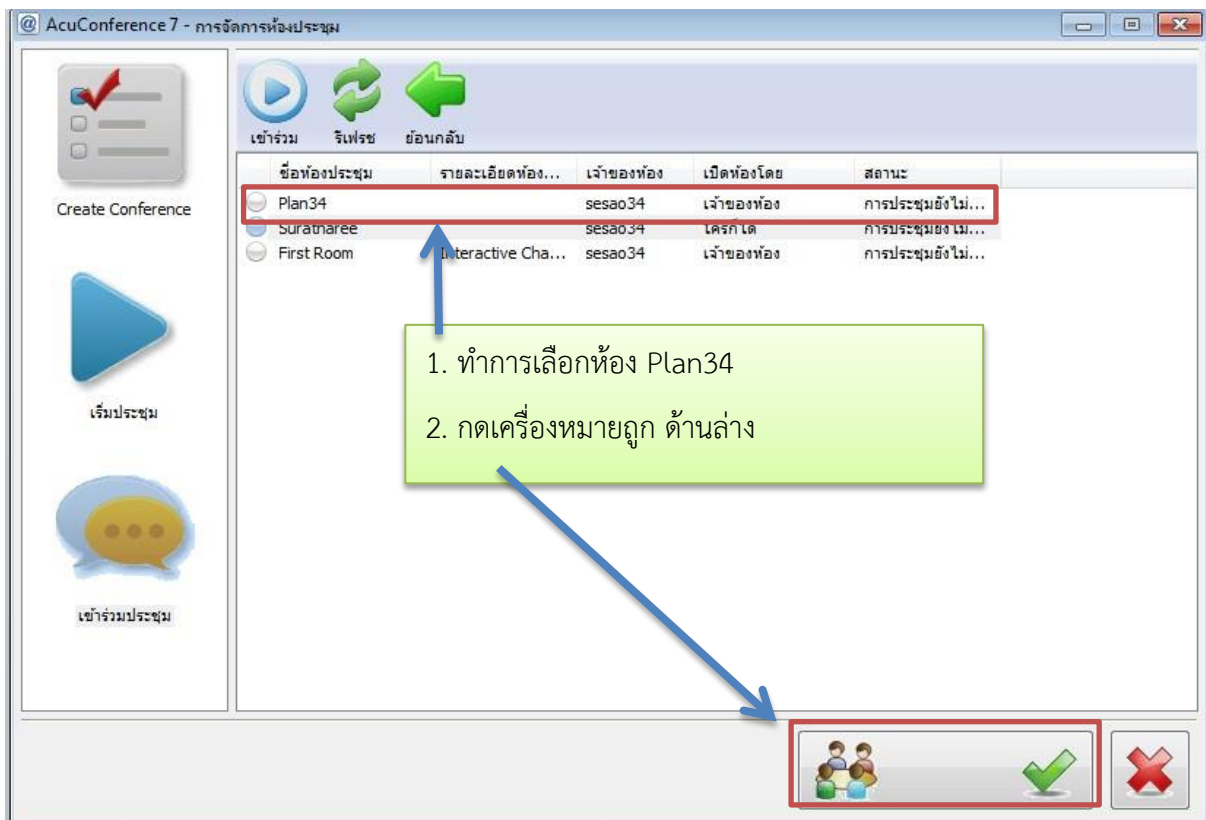 AcuConference 7 - การจัดการห้องประชุม
เข้าร่วม รีเฟรช ย้อนกลับ
ชื่อห้องประชุม รายละเอียดห้อง... เจ้าของห้อง เปิดห้องโดย สถานะ
Create Conference
Plan34 sesao34 เจ้าของห้อง การประชุมยังไม่...
Suratharee sesao34 ใครก็ได้ การประชุมยังไม่...
First Room Interactive Cha... sesao34 เจ้าของห้อง การประชุมยังไม่...
1. ทำการเลือกห้อง Plan34
2. กดเครื่องหมายถูก ด้านล่าง
เริ่มประชุม
เข้าร่วมประชุม